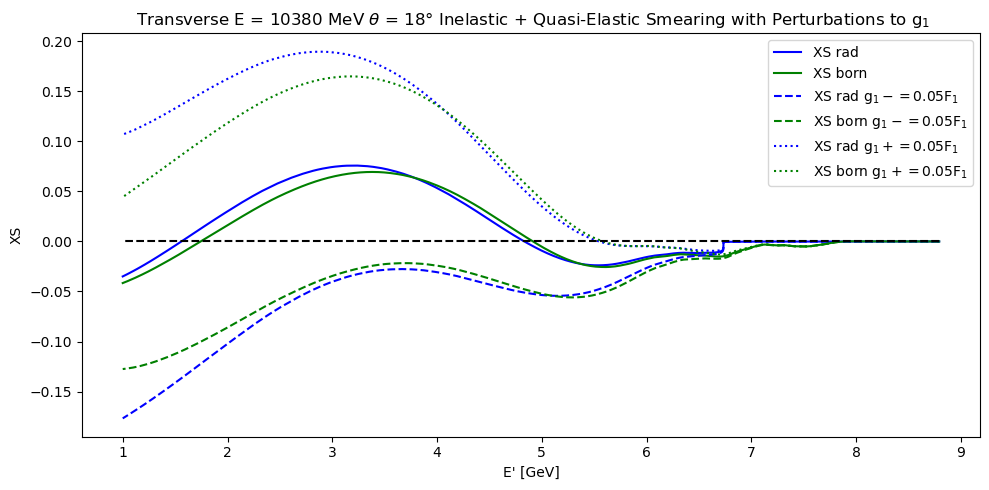 Transverse E = 10380 MeV θ = 18° Inelastic + Quasi-Elastic Smearing with Perturbations to g₁
XS
0.20
0.15
0.10
0.05
0.00
−0.05
−0.10
−0.15
XS rad
XS born
XS rad g₁ − = 0.05F₁
XS born g₁ − = 0.05F₁
XS rad g₁ + = 0.05F₁
XS born g₁ + = 0.05F₁
1 2 3 4 5 6 7 8 9
E' [GeV]